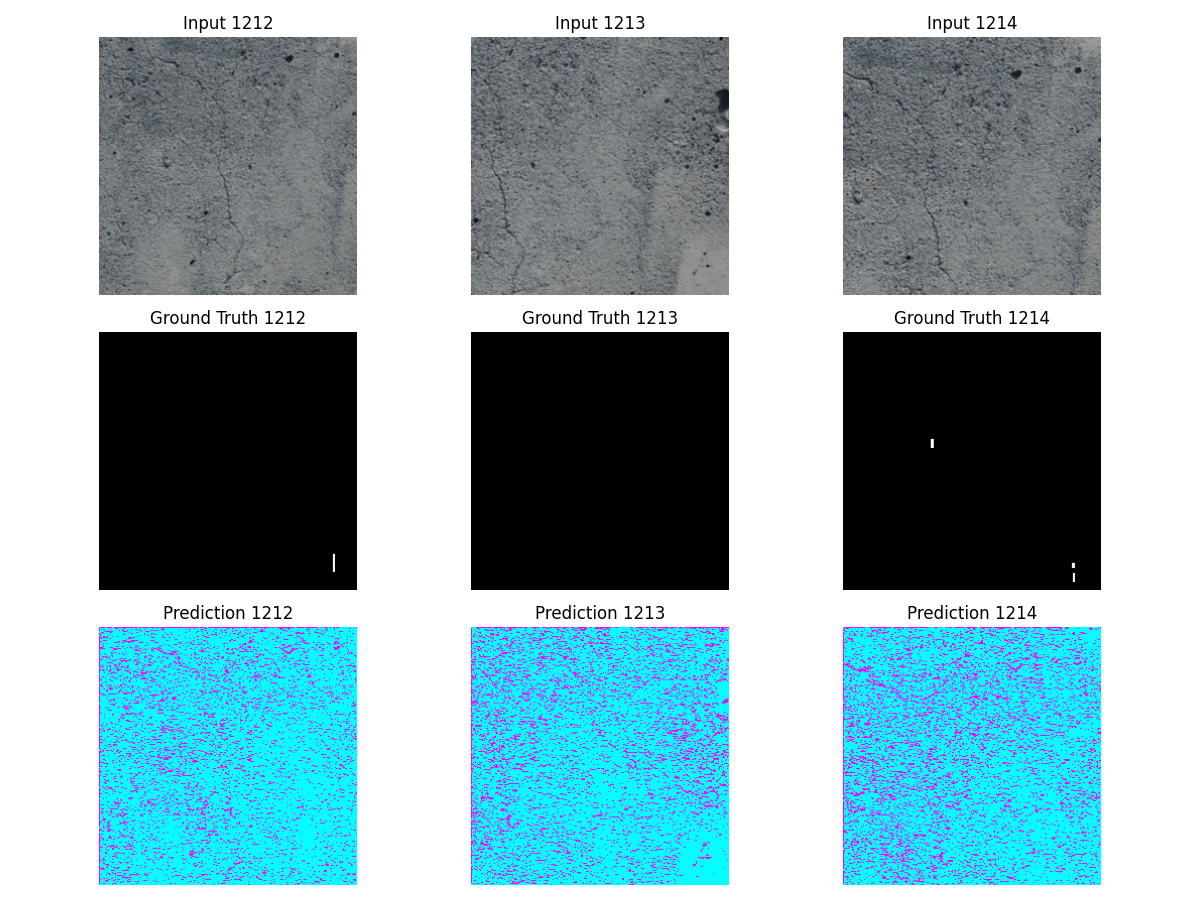 Input 1212
Input 1213
Input 1214
Ground Truth 1212
Ground Truth 1213
Ground Truth 1214
Prediction 1212
Prediction 1213
Prediction 1214